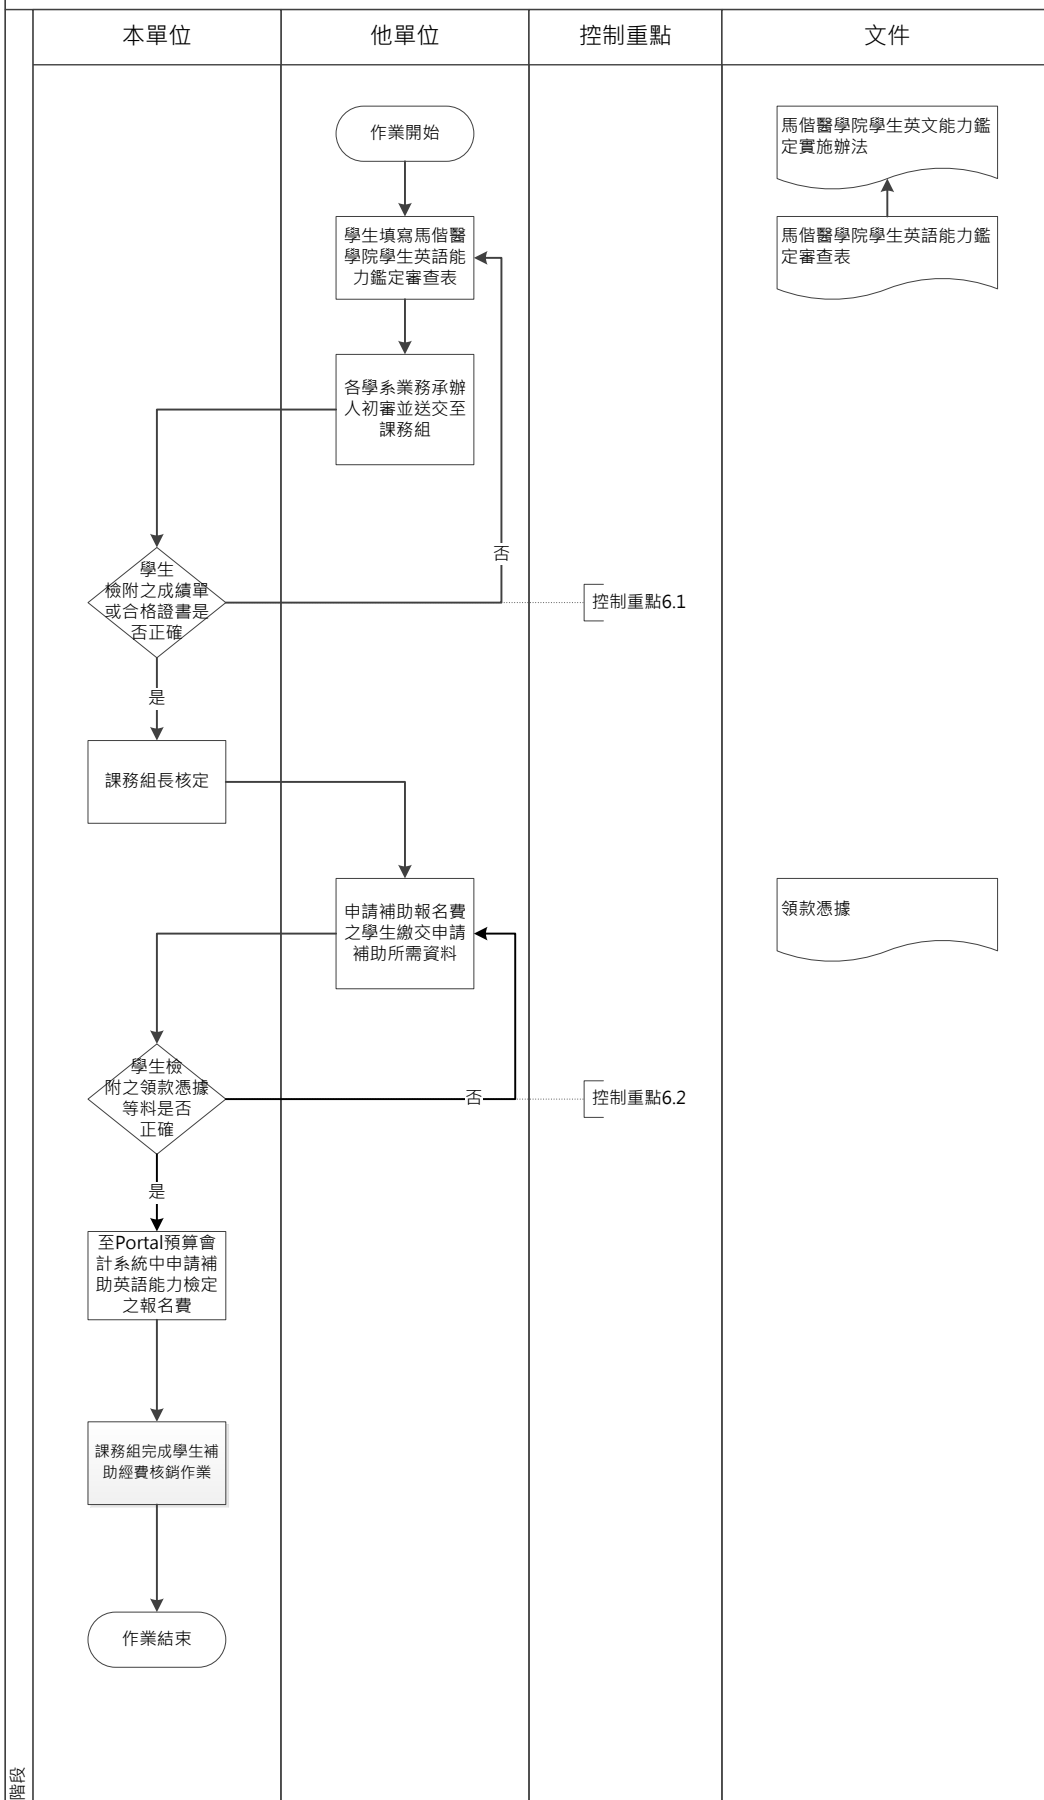 本單位
他單位
控制重點
文件
作業開始
馬偕醫學院學生英文能力鑑
定實施辦法
學生填寫馬偕醫
學院學生英語能
力鑑定審查表
馬偕醫學院學生英語能力鑑
定審查表
各學系業務承辦
人初審並送交至
課務組
否
學生
檢附之成績單
或合格證書是
否正確
控制重點6.1
是
課務組長核定
申請補助報名費
之學生繳交申請
補助所需資料
領款憑據
學生檢
附之領款憑據
等料是否
正確
否
控制重點6.2
是
至Portal預算會
計系統中申請補
助英語能力檢定
之報名費
課務組完成學生補
助經費核銷作業
作業結束
階段